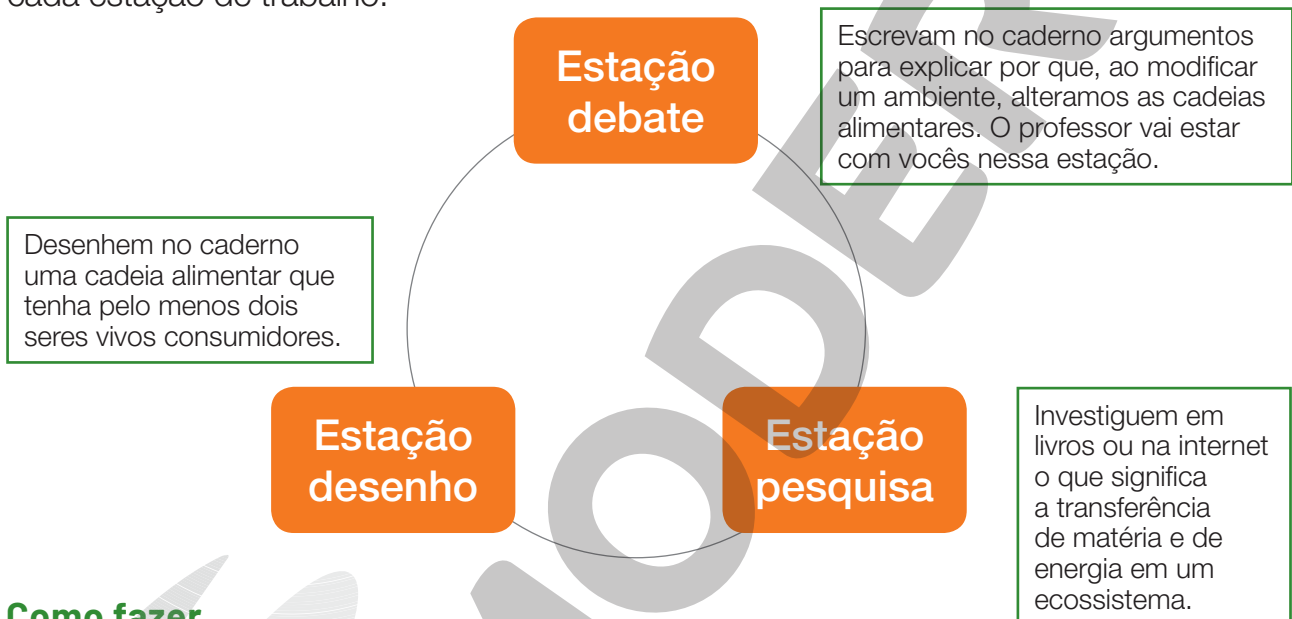 cada estação de trabalho.
Estação
debate
Escrevam no caderno argumentos
para explicar por que, ao modificar
um ambiente, alteramos as cadeias
alimentares. O professor vai estar
com vocês nessa estação.
Desenhem no caderno
uma cadeia alimentar que
tenha pelo menos dois
seres vivos consumidores.
Estação
desenho
Estação
pesquisa
Investiguem em
livros ou na internet
o que significa
a transferência
de matéria e de
energia em um
ecossistema.
Como fazer
MODER